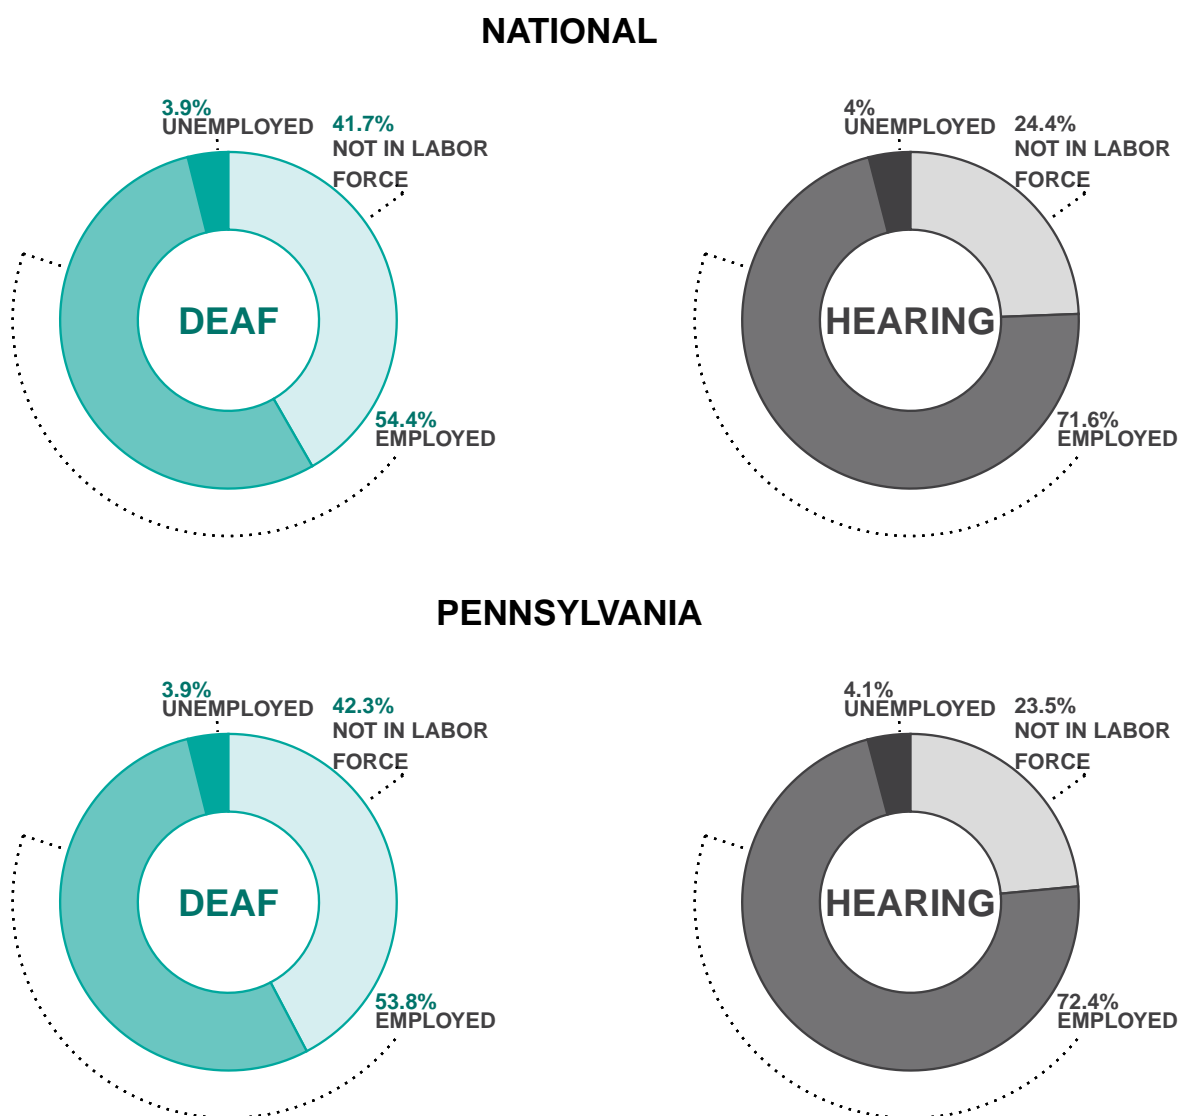 NATIONAL
3.9%
UNEMPLOYED
41.7%
NOT IN LABOR
FORCE
DEAF
54.4%
EMPLOYED
4%
UNEMPLOYED
24.4%
NOT IN LABOR
FORCE
HEARING
71.6%
EMPLOYED
PENNSYLVANIA
3.9%
UNEMPLOYED
42.3%
NOT IN LABOR
FORCE
DEAF
53.8%
EMPLOYED
4.1%
UNEMPLOYED
23.5%
NOT IN LABOR
FORCE
HEARING
72.4%
EMPLOYED